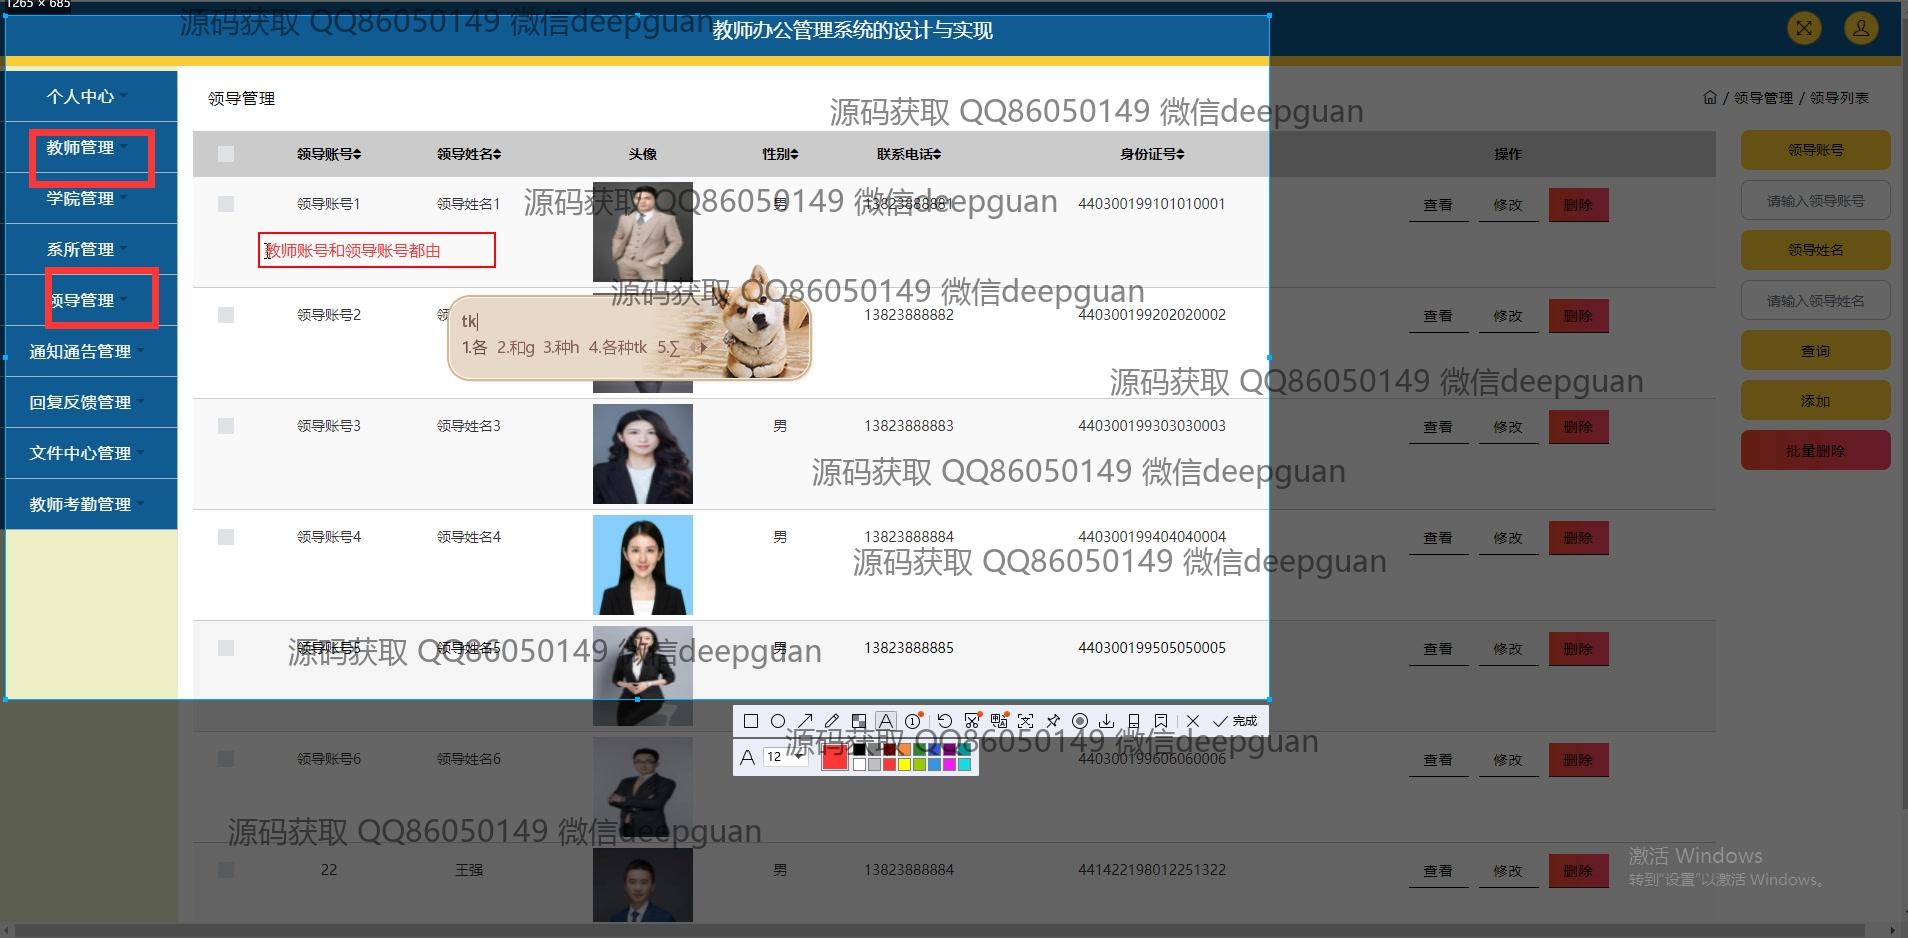 1265 × 685
源码获取 QQ86050149 微信deepguan
教师办公管理系统的设计与实现
个人中心
教师管理
学院管理
系所管理
领导管理
通知通告管理
回复反馈管理
文件中心管理
教师考勤管理
领导管理
/ 领导管理 / 领导列表
源码获取 QQ86050149 微信deepguan
领导账号 领导姓名 头像 性别 联系电话 身份证号 操作
领导账号1 领导姓名1 男 13823888881 440300199101010001 查看 修改 删除
源码获取 QQ86050149 微信deepguan
教师账号和领导账号都由
源码获取 QQ86050149 微信deepguan
领导账号2 领 13823888882 440300199202020002 查看 修改 删除
tk
1.各 2.和g 3.种h 4.各种tk 5.∑
源码获取 QQ86050149 微信deepguan
领导账号3 领导姓名3 男 13823888883 440300199303030003 查看 修改 删除
源码获取 QQ86050149 微信deepguan
领导账号4 领导姓名4 男 13823888884 440300199404040004 查看 修改 删除
源码获取 QQ86050149 微信deepguan
领导账号5 领导姓名5 男 13823888885 440300199505050005 查看 修改 删除
源码获取 QQ86050149 微信deepguan
完成
源码获取 QQ86050149 微信deepguan
A 12
领导账号6 领导姓名6 440300199606060006 查看 修改 删除
源码获取 QQ86050149 微信deepguan
22 王强 男 13823888884 441422198012251322 查看 修改 删除
领导账号
请输入领导账号
领导姓名
请输入领导姓名
查询
添加
批量删除
激活 Windows
转到"设置"以激活 Windows。